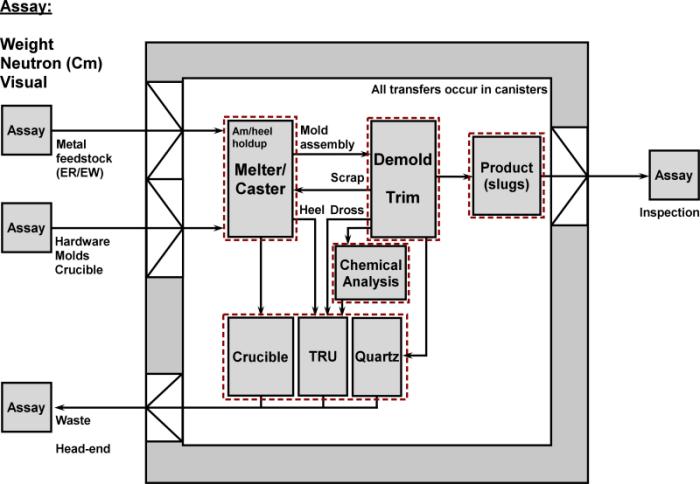 Assay:
Weight
Neutron (Cm)
Visual
All transfers occur in canisters
Assay
Metal
feedstock
(ER/EW)
Am/heel
holdup
Melter/
Caster
Mold
assembly
Scrap
Demold
Trim
Product
(slugs)
Assay
Inspection
Assay
Hardware
Molds
Crucible
Heel
Dross
Chemical
Analysis
Crucible
TRU
Quartz
Assay
Waste
Head-end